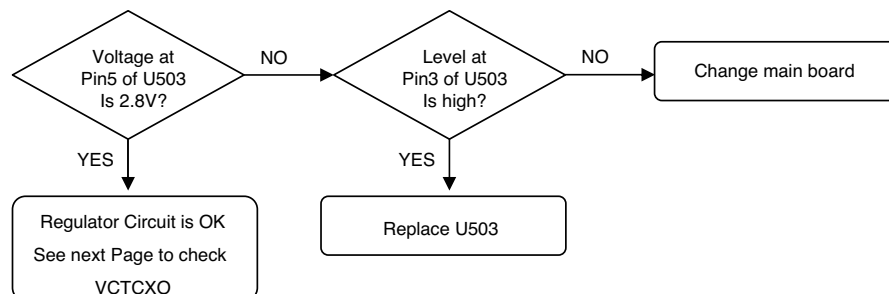 Voltage at
Pin5 of U503
Is 2.8V?
NO
Level at
Pin3 of U503
Is high?
NO
Change main board
YES
YES
Regulator Circuit is OK
See next Page to check
VCTCXO
Replace U503